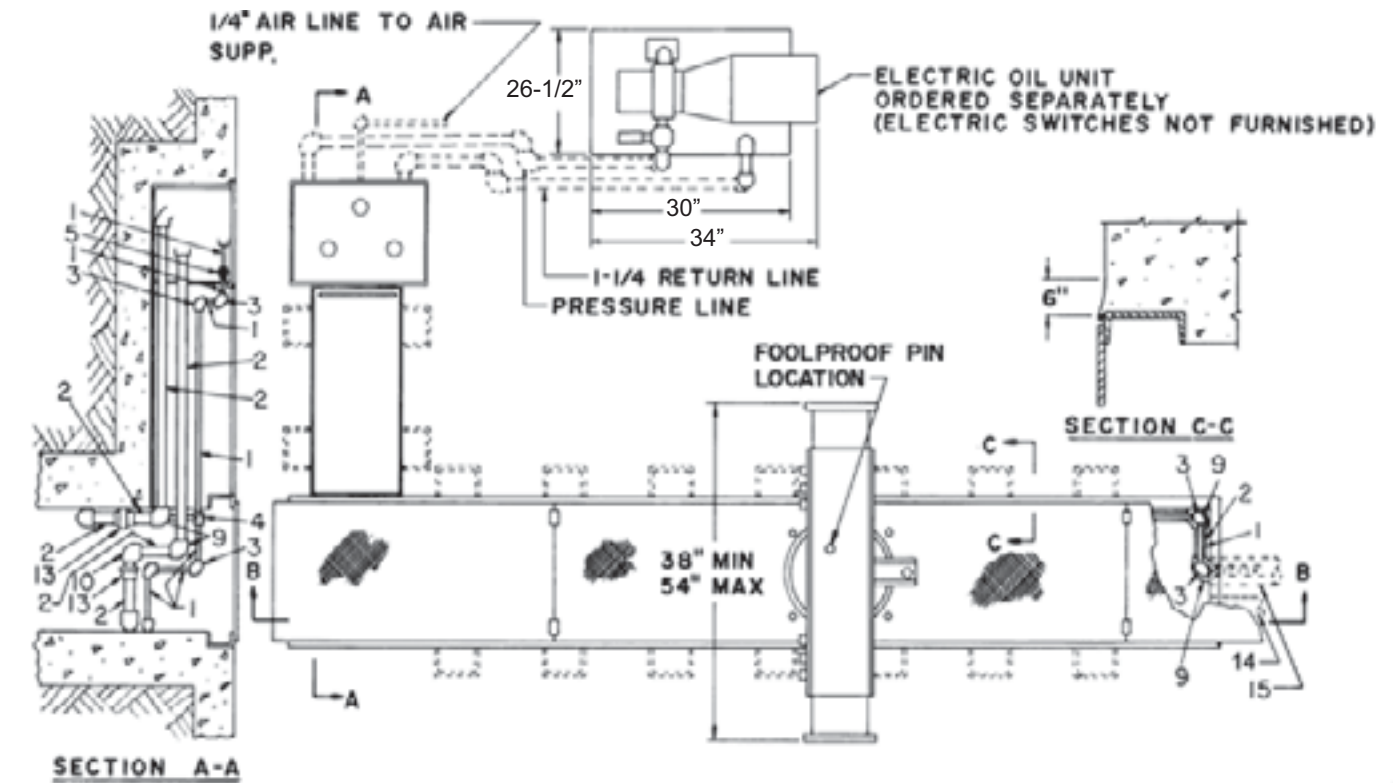 1/4" AIR LINE TO AIR
SUPP.
A
26-1/2”
ELECTRIC OIL UNIT
ORDERED SEPARATELY
(ELECTRIC SWITCHES NOT FURNISHED)
30”
34”
1-1/4 RETURN LINE
PRESSURE LINE
1
5
1
3
3
1
2
2
2
1
6"
SECTION C-C
FOOLPROOF PIN
LOCATION
C
C
38" MIN
54" MAX
3
9
2
1
4
9
3
2
13
10
2
13
2
1
B
B
3
9
14
15
A
SECTION A-A